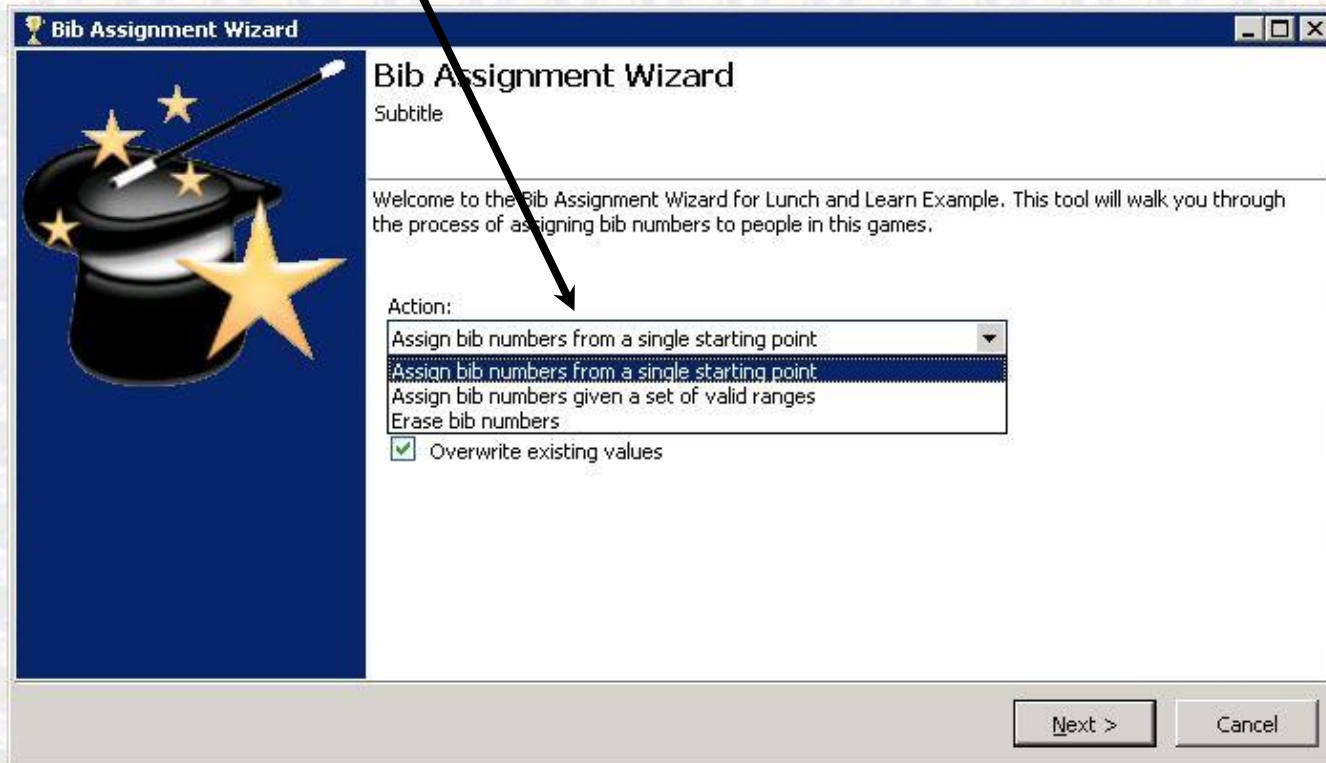 Bib Assignment Wizard
Bib Assignment Wizard
Subtitle
Welcome to the Bib Assignment Wizard for Lunch and Learn Example. This tool will walk you through
the process of assigning bib numbers to people in this games.
Action:
Assign bib numbers from a single starting point
Assign bib numbers from a single starting point
Assign bib numbers given a set of valid ranges
Erase bib numbers
Overwrite existing values
Next >
Cancel